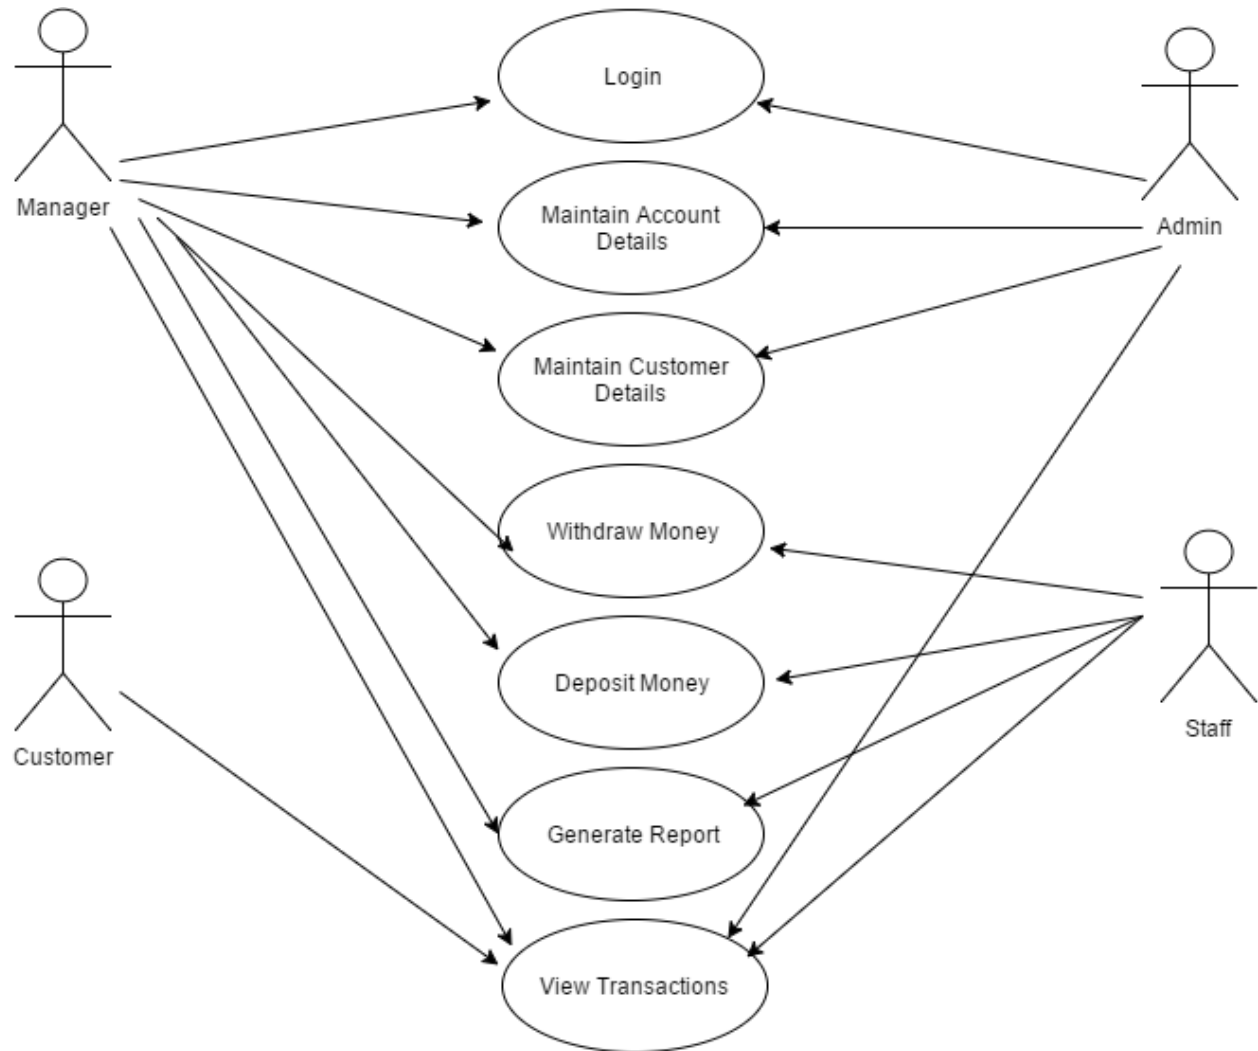 Login
Manager
Maintain Account
Details
Admin
Maintain Customer
Details
Withdraw Money
Deposit Money
Staff
Customer
Generate Report
View Transactions